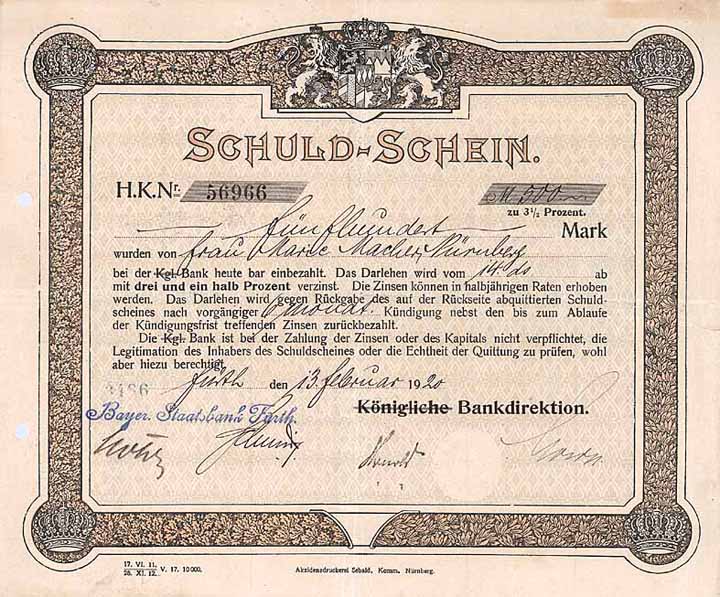 SCHULD-SCHEIN.
H.K.Nr. 56966 M 500
zu 3½ Prozent.
fünfhundert Mark
wurden von Frau Marie Macher, Nürnberg
bei der Kgl. Bank heute bar einbezahlt. Das Darlehen wird vom 14. ds ab
mit drei und ein halb Prozent verzinst. Die Zinsen können in halbjährigen Raten erhoben
werden. Das Darlehen wird gegen Rückgabe des auf der Rückseite abquittierten Schuld-
scheines nach vorgängiger 6 monat. Kündigung nebst den bis zum Ablaufe
der Kündigungsfrist treffenden Zinsen zurückbezahlt.
Die Kgl. Bank ist bei der Zahlung der Zinsen oder des Kapitals nicht verpflichtet, die
Legitimation des Inhabers des Schuldscheines oder die Echtheit der Quittung zu prüfen, wohl
aber hiezu berechtigt.
Fürth den 13. Februar 1920
Königliche Bankdirektion.
Bayer. Staatsbank Fürth.
17. VI. 11.
26. XI. 12. V. 17. 10000.
Akzidenzdruckerei Sebald, Komm. Nürnberg.